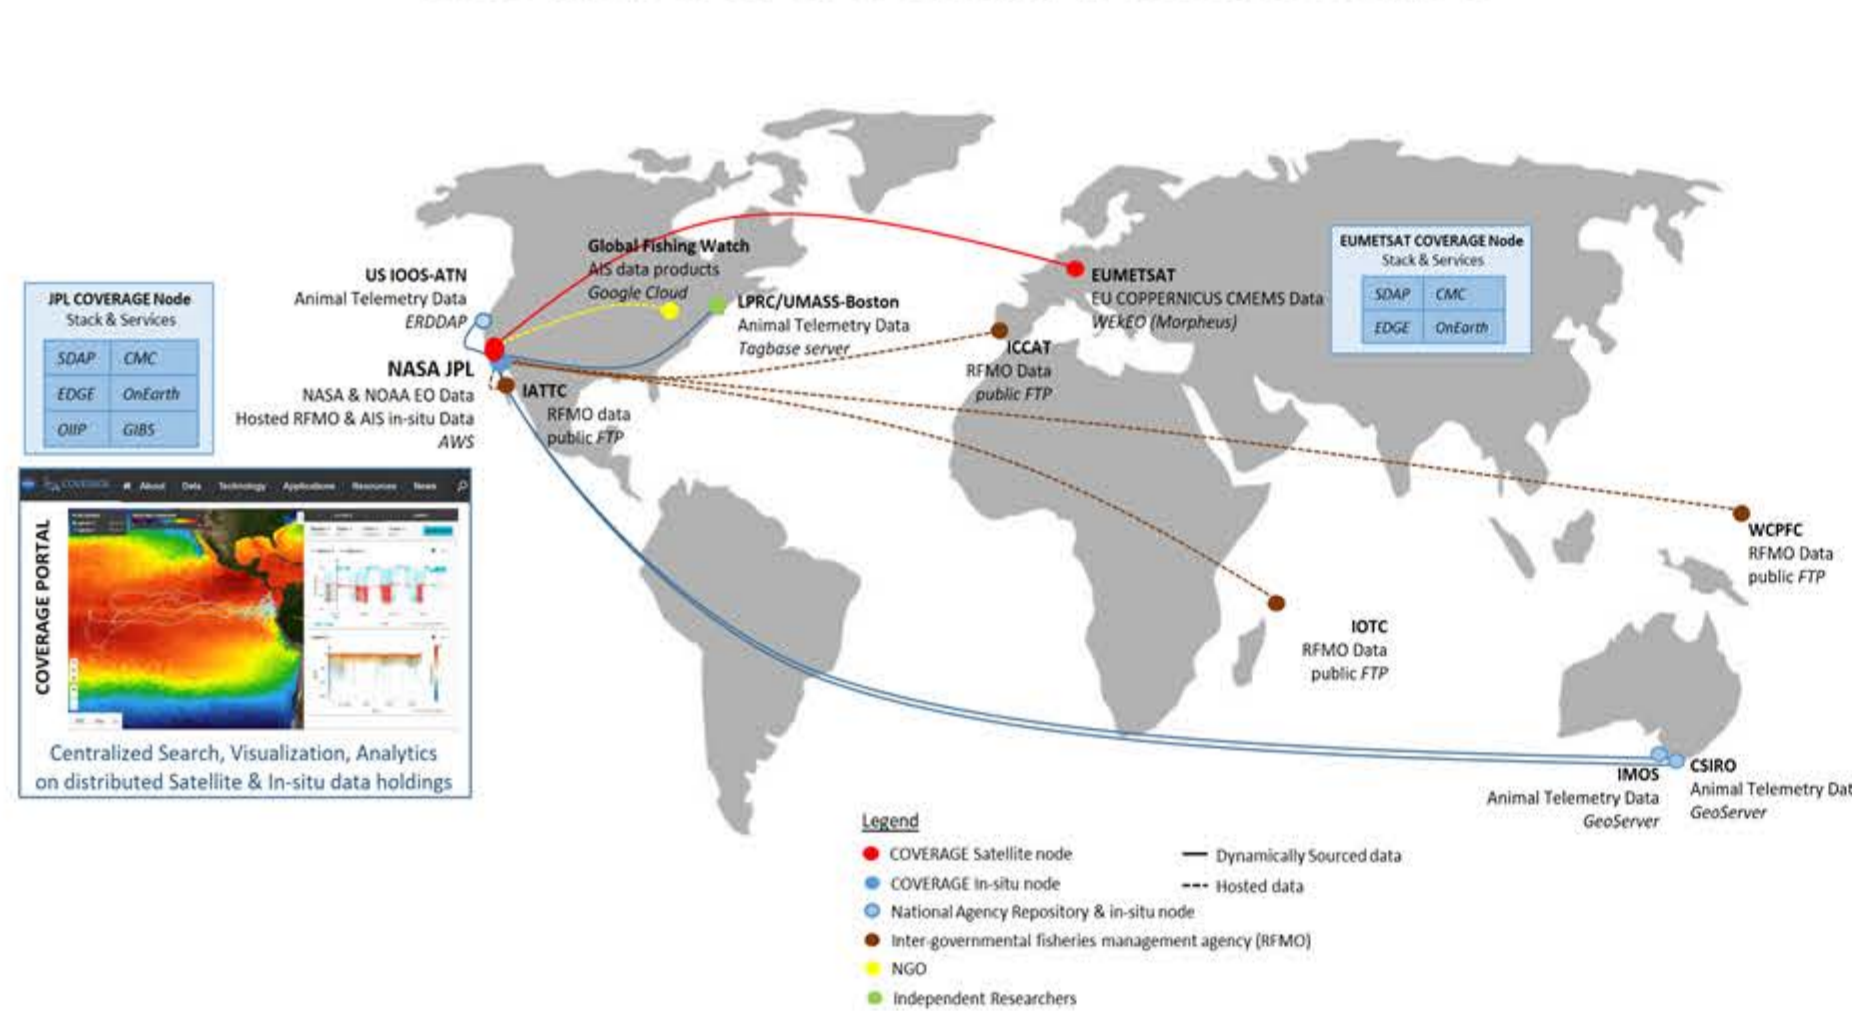 Global Fishing Watch
AIS data products
Google Cloud
US IOOS-ATN
Animal Telemetry Data
ERDDAP
JPL COVERAGE Node
Stack & Services
SDAP CMC
EDGE OnEarth
OIIP GIBS
NASA JPL
NASA & NOAA EO Data
Hosted RFMO & AIS in-situ Data
AWS
IATTC
RFMO data
public FTP
LPRC/UMASS-Boston
Animal Telemetry Data
Tagbase server
EUMETSAT
EU COPPERNICUS CMEMS Data
WEkEO (Morpheus)
ICCAT
RFMO Data
public FTP
EUMETSAT COVERAGE Node
Stack & Services
SDAP CMC
EDGE OnEarth
WCPFC
RFMO Data
public FTP
IOTC
RFMO Data
public FTP
COVERAGE About Data Technology Applications Resources News
COVERAGE PORTAL
Centralized Search, Visualization, Analytics
on distributed Satellite & In-situ data holdings
IMOS
Animal Telemetry Data
GeoServer
CSIRO
Animal Telemetry Dat
GeoServer
Legend
COVERAGE Satellite node
COVERAGE In-situ node
National Agency Repository & in-situ node
Inter-governmental fisheries management agency (RFMO)
NGO
Independent Researchers
Dynamically Sourced data
Hosted data